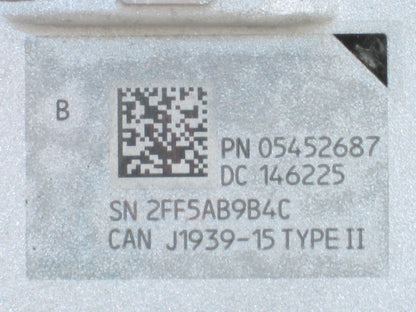 B
PN 05452687
DC 146225
SN 2FF5AB9B4C
CAN J1939-15 TYPE II